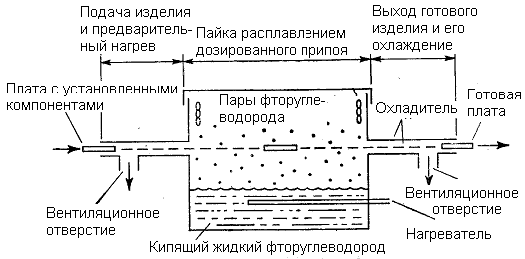 Подача изделия
и предваритель-
ный нагрев
Пайка расплавлением
дозированного припоя
Выход готового
изделия и его
охлаждение
Плата с установленными
компонентами
Пары фторугле-
водорода
Охладитель
Готовая
плата
Вентиляционное
отверстие
Вентиляционное
отверстие
Нагреватель
Кипящий жидкий фторуглеводород